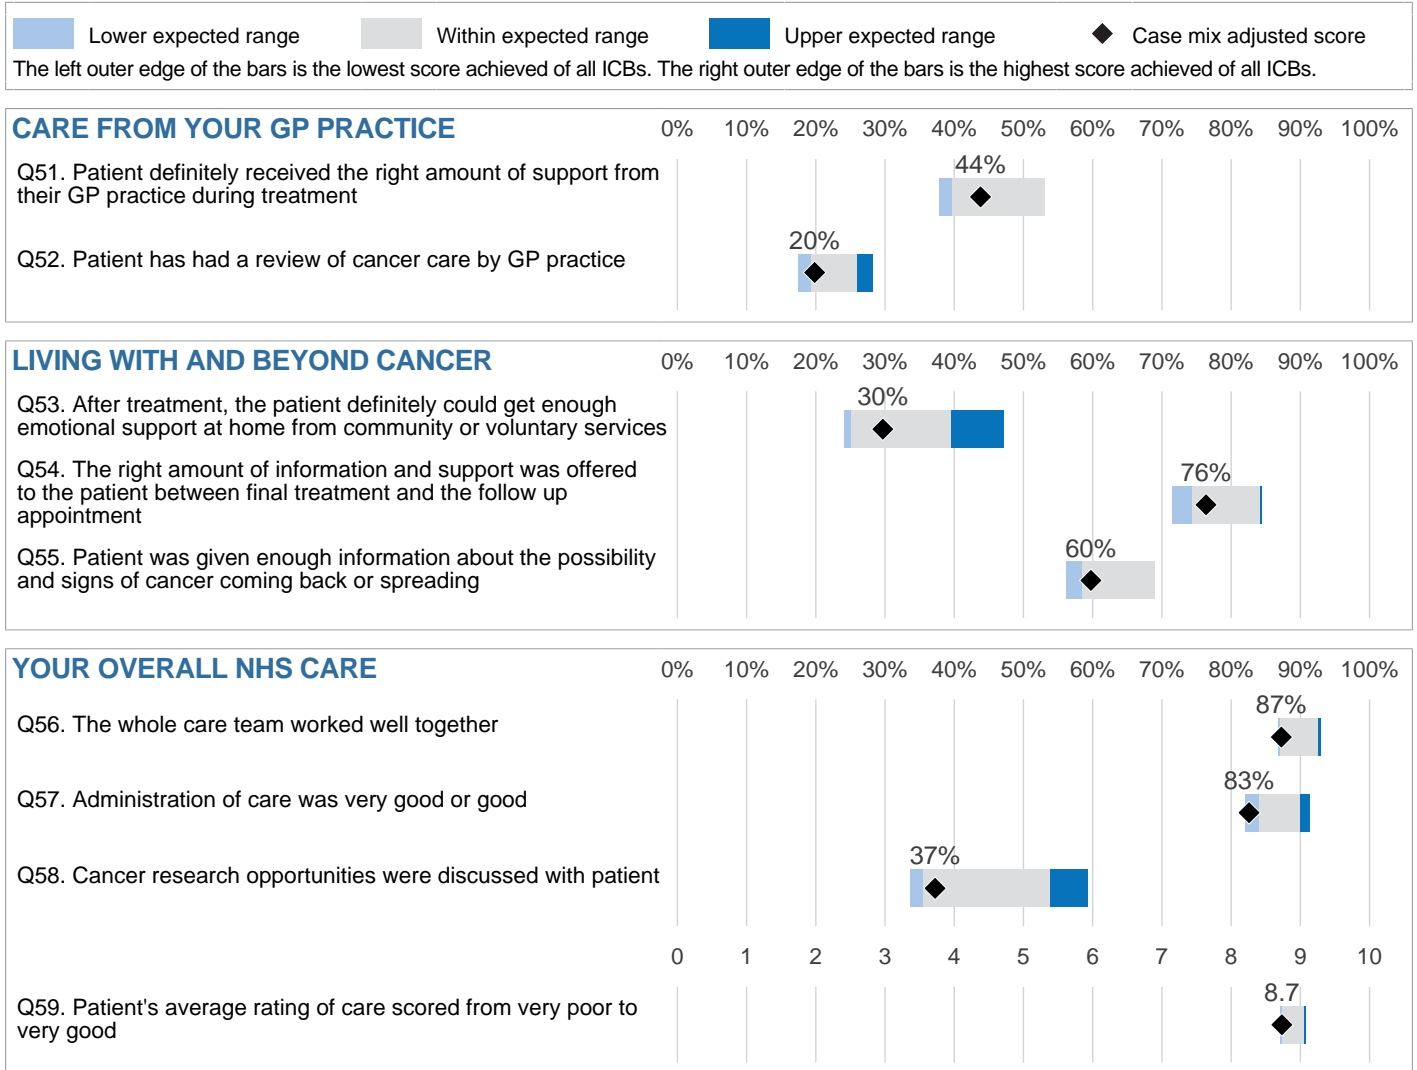 Lower expected range Within expected range Upper expected range Case mix adjusted score
The left outer edge of the bars is the lowest score achieved of all ICBs. The right outer edge of the bars is the highest score achieved of all ICBs.
CARE FROM YOUR GP PRACTICE 0% 10% 20% 30% 40% 50% 60% 70% 80% 90% 100%
44%
Q51. Patient definitely received the right amount of support from
their GP practice during treatment
20%
Q52. Patient has had a review of cancer care by GP practice
LIVING WITH AND BEYOND CANCER 0% 10% 20% 30% 40% 50% 60% 70% 80% 90% 100%
30%
Q53. After treatment, the patient definitely could get enough
emotional support at home from community or voluntary services
76%
Q54. The right amount of information and support was offered
to the patient between final treatment and the follow up
appointment
60%
Q55. Patient was given enough information about the possibility
and signs of cancer coming back or spreading
YOUR OVERALL NHS CARE 0% 10% 20% 30% 40% 50% 60% 70% 80% 90% 100%
87%
Q56. The whole care team worked well together
83%
Q57. Administration of care was very good or good
37%
Q58. Cancer research opportunities were discussed with patient
0 1 2 3 4 5 6 7 8 9 10
8.7
Q59. Patient's average rating of care scored from very poor to
very good